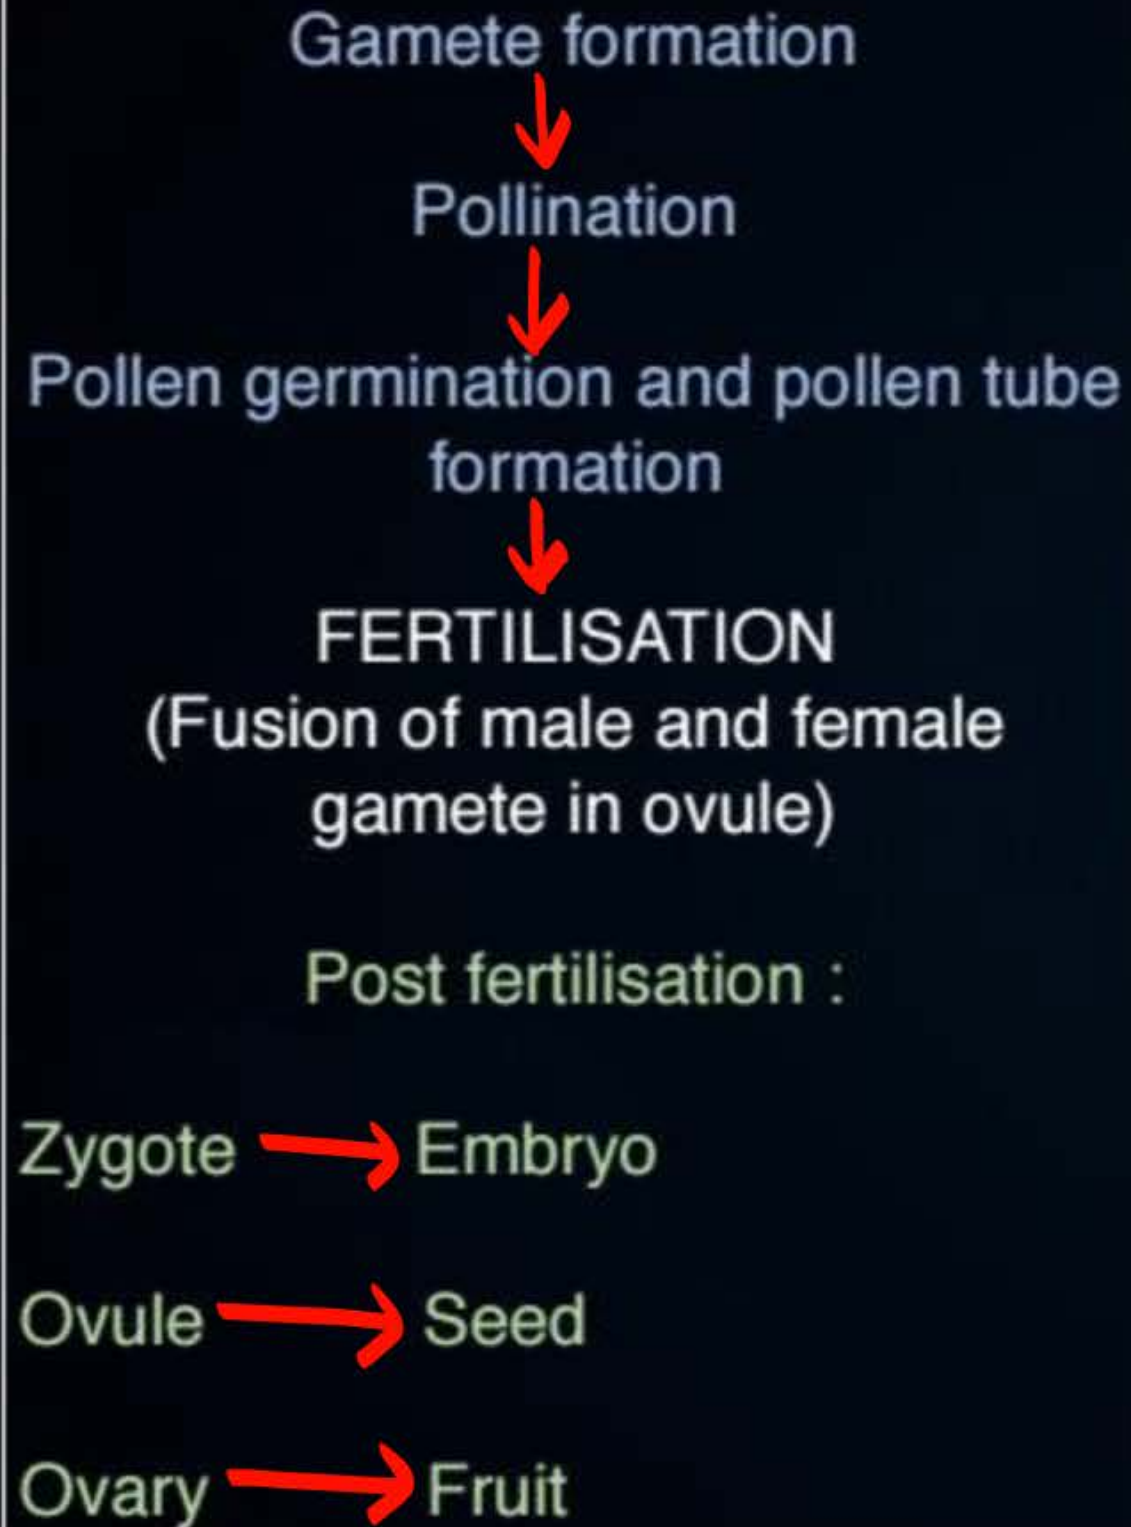 Gamete formation
Pollination
Pollen germination and pollen tube
formation
FERTILISATION
(Fusion of male and female
gamete in ovule)
Post fertilisation :
Zygote Embryo
Ovule Seed
Ovary Fruit